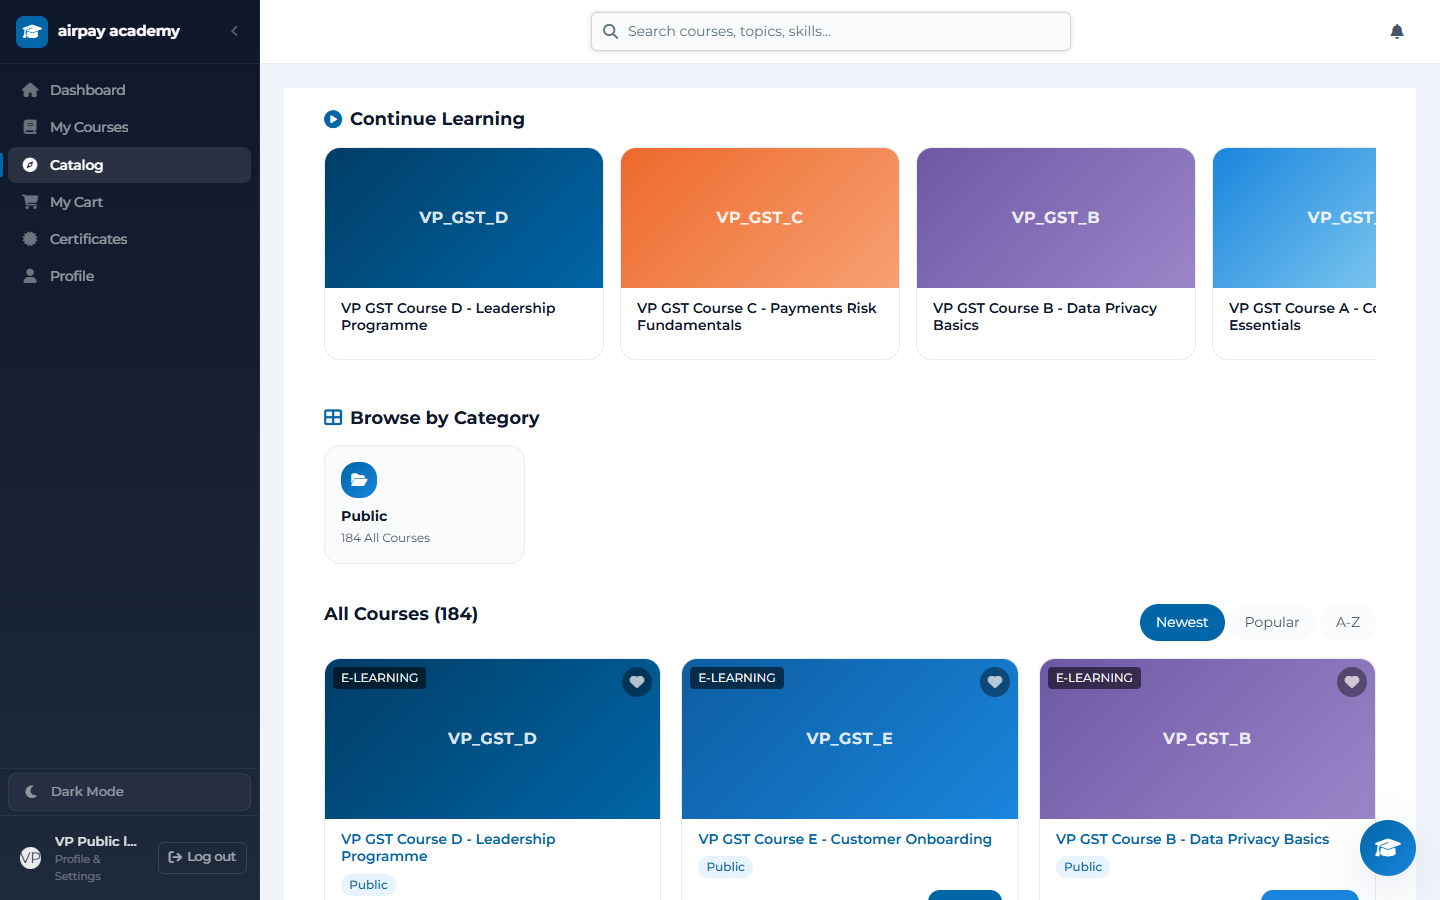 airpay academy
Search courses, topics, skills...
Dashboard
My Courses
Catalog
My Cart
Certificates
Profile
Continue Learning
VP_GST_D
VP_GST_C
VP_GST_B
VP_GST_
VP GST Course D - Leadership
Programme
VP GST Course C - Payments Risk
Fundamentals
VP GST Course B - Data Privacy
Basics
VP GST Course A - Co
Essentials
Browse by Category
Public
184 All Courses
All Courses (184)
Newest
Popular
A-Z
E-LEARNING
VP_GST_D
VP GST Course D - Leadership
Programme
Public
E-LEARNING
VP_GST_E
VP GST Course E - Customer Onboarding
Public
E-LEARNING
VP_GST_B
VP GST Course B - Data Privacy Basics
Public
Dark Mode
VP
VP Public l...
Profile &
Settings
Log out